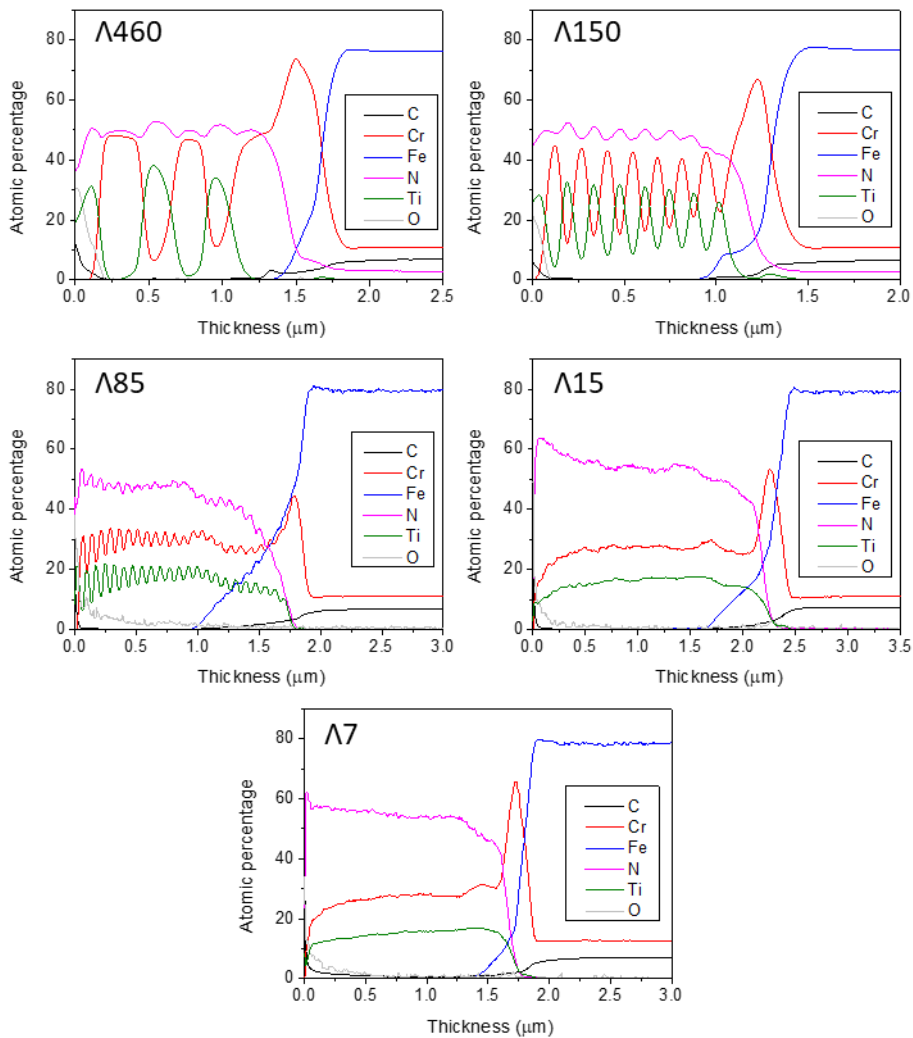 Λ460
80
60
40
20
0
Atomic percentage
C
Cr
Fe
N
Ti
O
0.0 0.5 1.0 1.5 2.0 2.5
Thickness (μm)
Λ150
80
60
40
20
0
Atomic percentage
C
Cr
Fe
N
Ti
O
0.0 0.5 1.0 1.5 2.0
Thickness (μm)
Λ85
80
60
40
20
0
Atomic percentage
C
Cr
Fe
N
Ti
O
0.0 0.5 1.0 1.5 2.0 2.5 3.0
Thickness (μm)
Λ15
80
60
40
20
0
Atomic percentage
C
Cr
Fe
N
Ti
O
0.0 0.5 1.0 1.5 2.0 2.5 3.0 3.5
Thickness (μm)
Λ7
80
60
40
20
0
Atomic percentage
C
Cr
Fe
N
Ti
O
0.0 0.5 1.0 1.5 2.0 2.5 3.0
Thickness (μm)